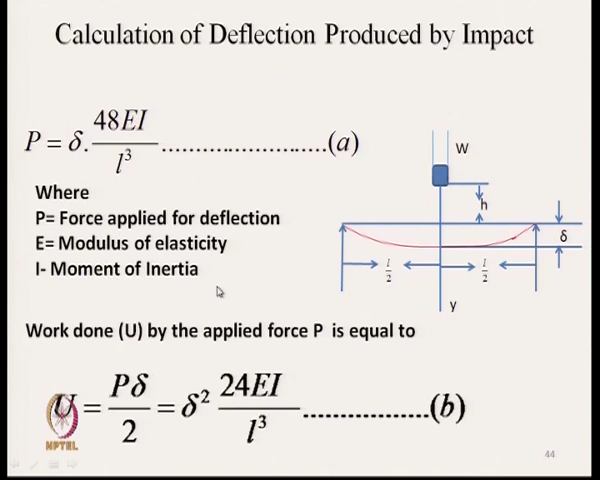 Calculation of Deflection Produced by Impact
P = δ. 48EI / l³ ............................(a)
Where
P= Force applied for deflection
E= Modulus of elasticity
I- Moment of Inertia
W
h
δ
l/2
l/2
y
Work done (U) by the applied force P is equal to
U = Pδ / 2 = δ² 24EI / l³ .................(b)
NPTEL
44